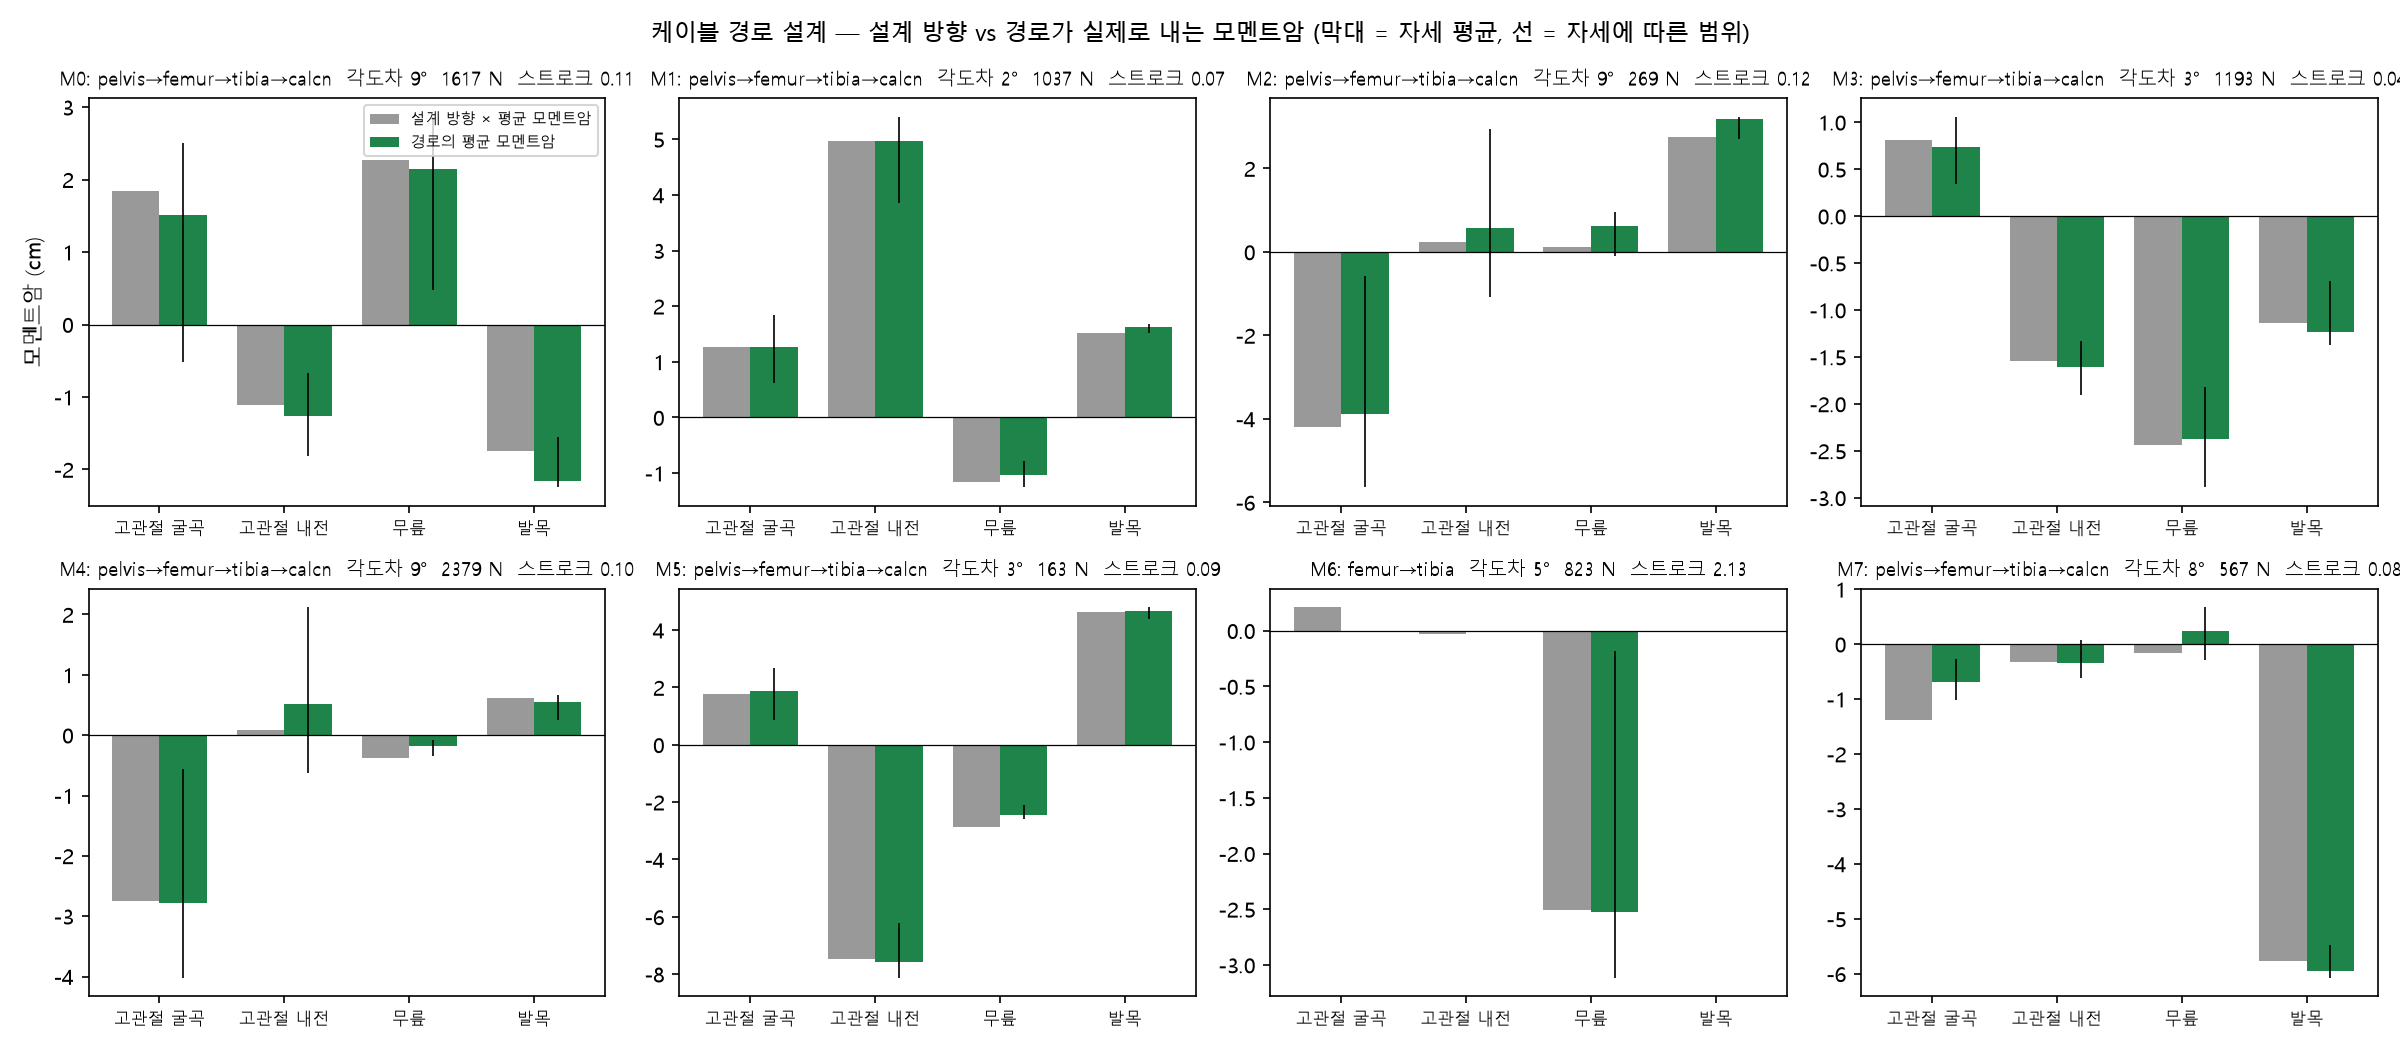 케이블 경로 설계 — 설계 방향 vs 경로가 실제로 내는 모멘트암 (막대 = 자세 평균, 선 = 자세에 따른 범위)
M0: pelvis→femur→tibia→calcn 각도차 9° 1617 N 스트로크 0.11
M1: pelvis→femur→tibia→calcn 각도차 2° 1037 N 스트로크 0.07
M2: pelvis→femur→tibia→calcn 각도차 9° 269 N 스트로크 0.12
M3: pelvis→femur→tibia→calcn 각도차 3° 1193 N 스트로크 0.04
모멘트암 (cm)
3
2
1
0
-1
-2
설계 방향 × 평균 모멘트암
경로의 평균 모멘트암
고관절 굴곡 고관절 내전 무릎 발목
5
4
3
2
1
0
-1
고관절 굴곡 고관절 내전 무릎 발목
2
0
-2
-4
-6
고관절 굴곡 고관절 내전 무릎 발목
1.0
0.5
0.0
-0.5
-1.0
-1.5
-2.0
-2.5
-3.0
고관절 굴곡 고관절 내전 무릎 발목
M4: pelvis→femur→tibia→calcn 각도차 9° 2379 N 스트로크 0.10
M5: pelvis→femur→tibia→calcn 각도차 3° 163 N 스트로크 0.09
M6: femur→tibia 각도차 5° 823 N 스트로크 2.13
M7: pelvis→femur→tibia→calcn 각도차 8° 567 N 스트로크 0.08
2
1
0
-1
-2
-3
-4
고관절 굴곡 고관절 내전 무릎 발목
4
2
0
-2
-4
-6
-8
고관절 굴곡 고관절 내전 무릎 발목
0.0
-0.5
-1.0
-1.5
-2.0
-2.5
-3.0
고관절 굴곡 고관절 내전 무릎 발목
1
0
-1
-2
-3
-4
-5
-6
고관절 굴곡 고관절 내전 무릎 발목